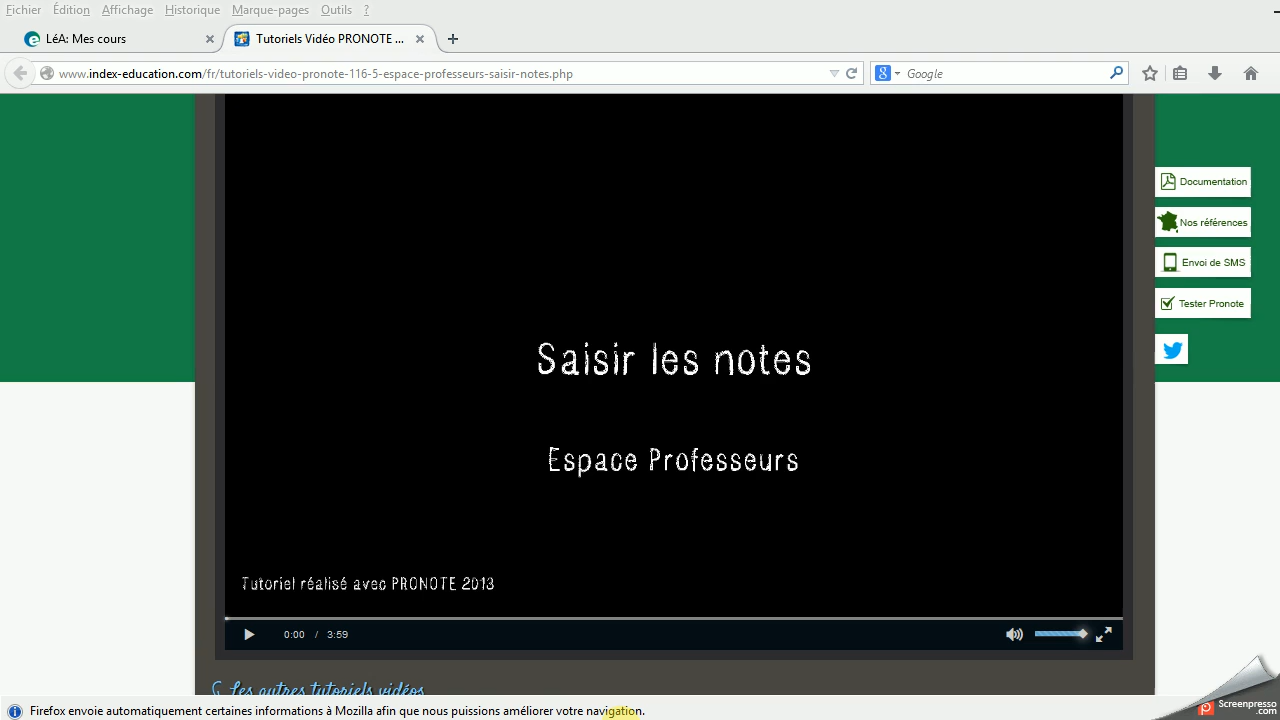 Fichier Édition Affichage Historique Marque-pages Outils ?
LéA: Mes cours
Tutoriels Vidéo PRONOTE ...
www.index-education.com/fr/tutoriels-video-pronote-116-5-espace-professeurs-saisir-notes.php
Google
Documentation
Nos références
Envoi de SMS
Tester Pronote
Saisir les notes
Espace Professeurs
Tutoriel réalisé avec PRONOTE 2013
0:00 / 3:59
Les autres tutoriels vidéos
Firefox envoie automatiquement certaines informations à Mozilla afin que nous puissions améliorer votre navigation.
Screenpresso
.com